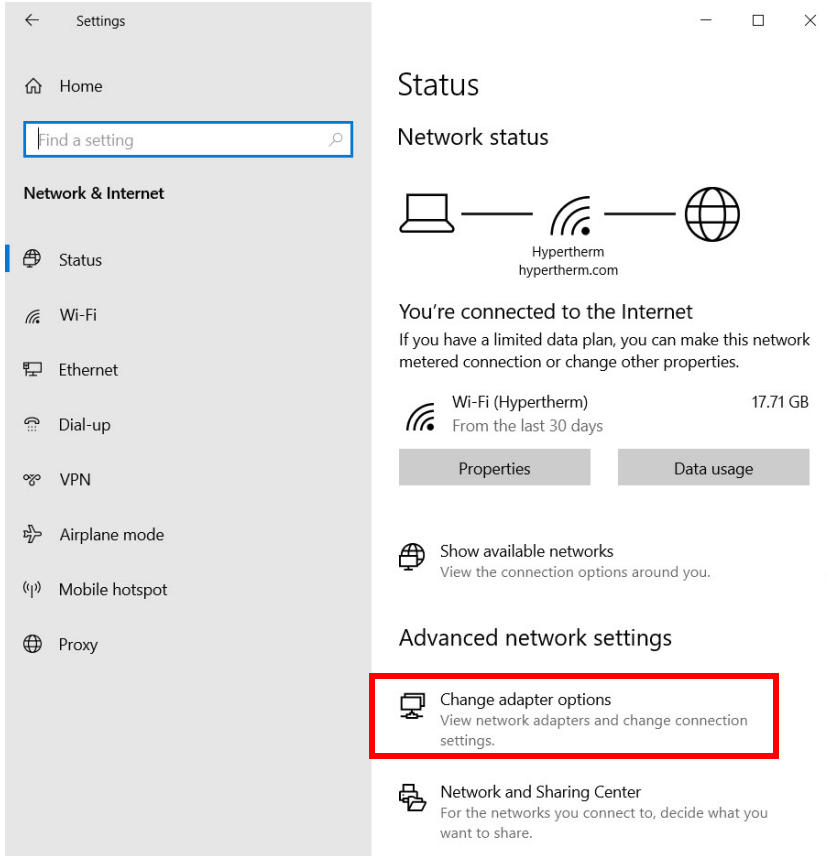 Settings
Home
Find a setting
Network & Internet
Status
Wi-Fi
Ethernet
Dial-up
VPN
Airplane mode
Mobile hotspot
Proxy
Status
Network status
Hypertherm
hypertherm.com
You're connected to the Internet
If you have a limited data plan, you can make this network
metered connection or change other properties.
Wi-Fi (Hypertherm) 17.71 GB
From the last 30 days
Properties Data usage
Show available networks
View the connection options around you.
Advanced network settings
Change adapter options
View network adapters and change connection
settings.
Network and Sharing Center
For the networks you connect to, decide what you
want to share.